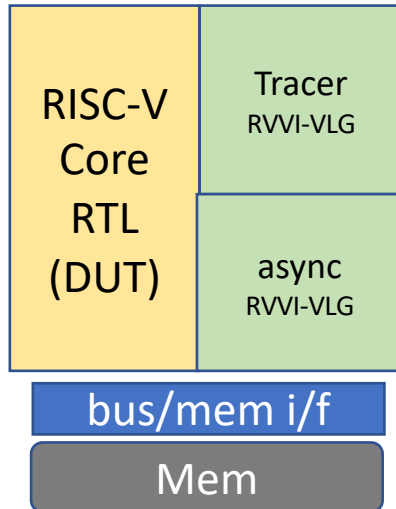 RISC-V
Core
RTL
(DUT)
Tracer
RVVI-VLG
async
RVVI-VLG
bus/mem i/f
Mem